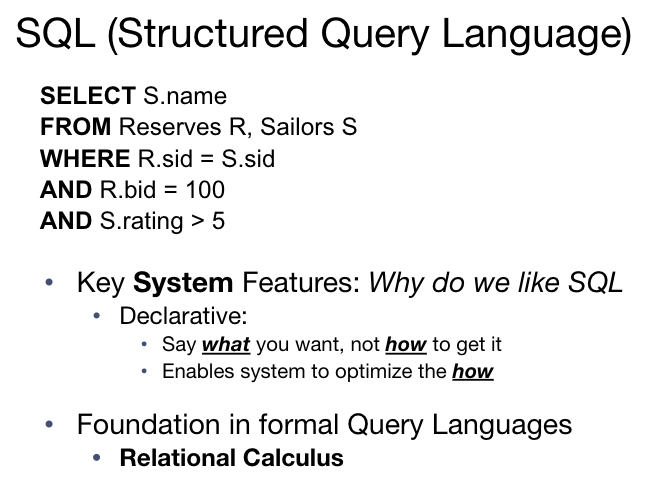 SQL (Structured Query Language)
SELECT S.name
FROM Reserves R, Sailors S
WHERE R.sid = S.sid
AND R.bid = 100
AND S.rating > 5
• Key System Features: Why do we like SQL
• Declarative:
• Say what you want, not how to get it
• Enables system to optimize the how
• Foundation in formal Query Languages
• Relational Calculus